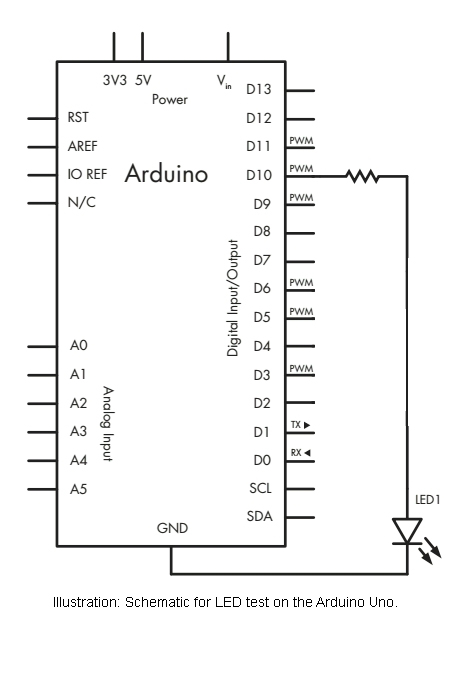 3V3 5V Vin
Power
D13
RST D12
AREF D11 PWM
IO REF Arduino D10 PWM
N/C D9 PWM
D8
D7
Digital Input/Output
D6 PWM
D5 PWM
A0 D4
A1 D3 PWM
A2 D2
Analog Input
A3 D1 TX ▶
A4 D0 RX ◀
A5 SCL
LED1
SDA
GND
Illustration: Schematic for LED test on the Arduino Uno.